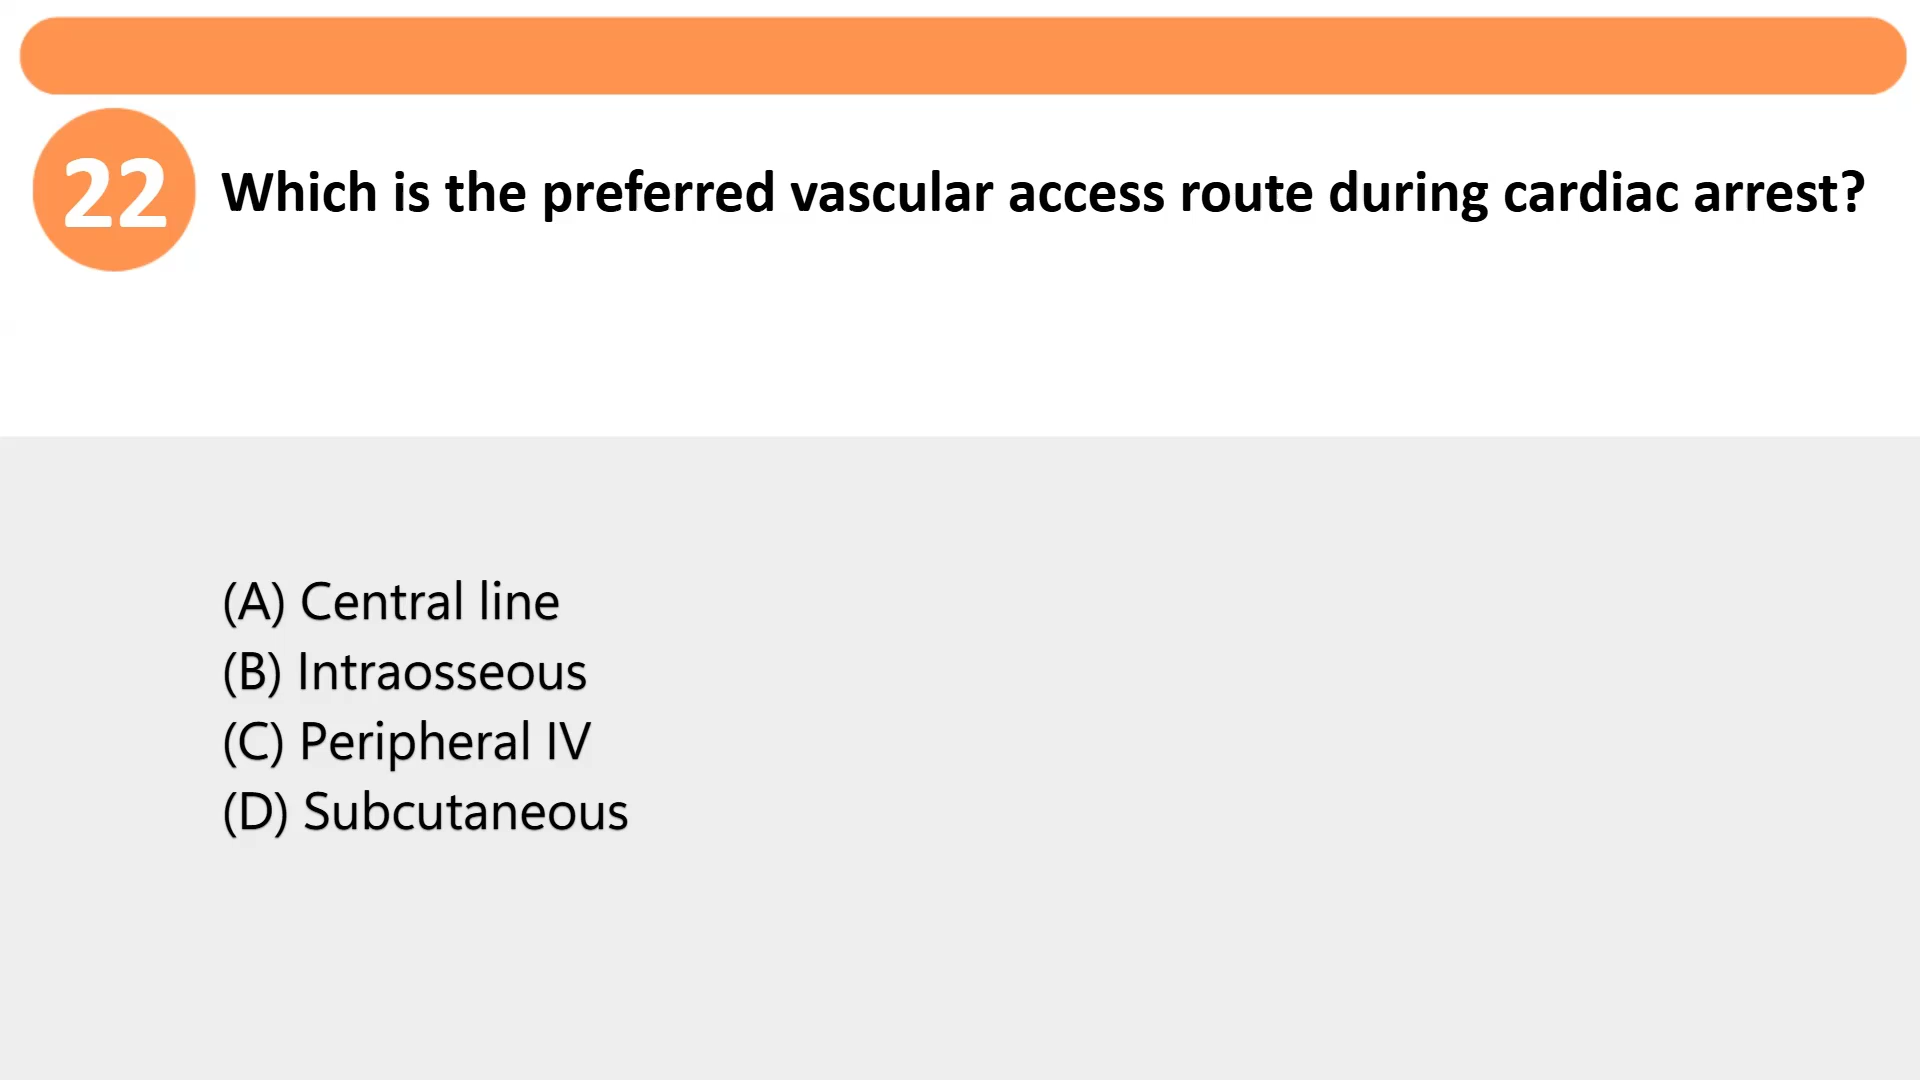 22
Which is the preferred vascular access route during cardiac arrest?
(A) Central line
(B) Intraosseous
(C) Peripheral IV
(D) Subcutaneous